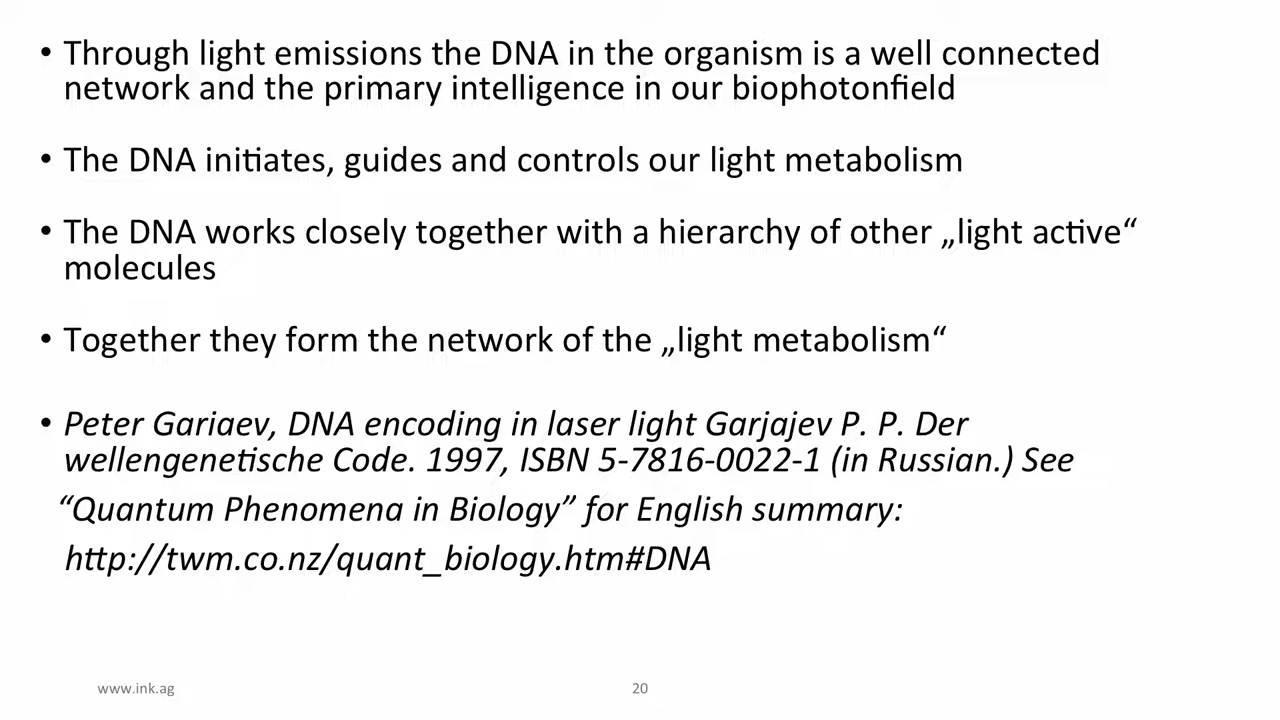 • Through light emissions the DNA in the organism is a well connected
network and the primary intelligence in our biophotonfield
• The DNA initiates, guides and controls our light metabolism
• The DNA works closely together with a hierarchy of other „light active“
molecules
• Together they form the network of the „light metabolism“
• Peter Gariaev, DNA encoding in laser light Garjajev P. P. Der
wellengenetische Code. 1997, ISBN 5-7816-0022-1 (in Russian.) See
“Quantum Phenomena in Biology” for English summary:
http://twm.co.nz/quant_biology.htm#DNA
www.ink.ag
20